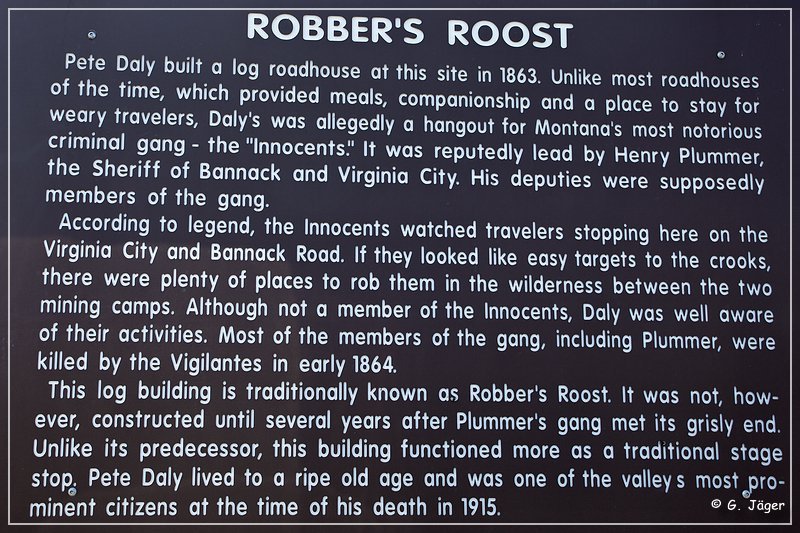 ROBBER'S ROOST
Pete Daly built a log roadhouse at this site in 1863. Unlike most roadhouses
of the time, which provided meals, companionship and a place to stay for
weary travelers, Daly's was allegedly a hangout for Montana's most notorious
criminal gang - the "Innocents." It was reputedly lead by Henry Plummer,
the Sheriff of Bannack and Virginia City. His deputies were supposedly
members of the gang.
According to legend, the Innocents watched travelers stopping here on the
Virginia City and Bannack Road. If they looked like easy targets to the crooks,
there were plenty of places to rob them in the wilderness between the two
mining camps. Although not a member of the Innocents, Daly was well aware
of their activities. Most of the members of the gang, including Plummer, were
killed by the Vigilantes in early 1864.
This log building is traditionally known as Robber's Roost. It was not, how-
ever, constructed until several years after Plummer's gang met its grisly end.
Unlike its predecessor, this building functioned more as a traditional stage
stop. Pete Daly lived to a ripe old age and was one of the valley s most pro-
minent citizens at the time of his death in 1915.
© G. Jäger